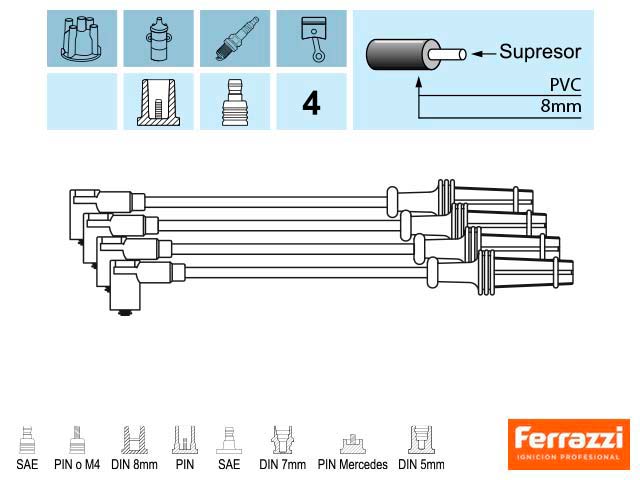 Supresor
PVC
8mm
4
SAE PIN o M4 DIN 8mm PIN SAE DIN 7mm PIN Mercedes DIN 5mm
Ferrazzi
IGNICION PROFESIONAL